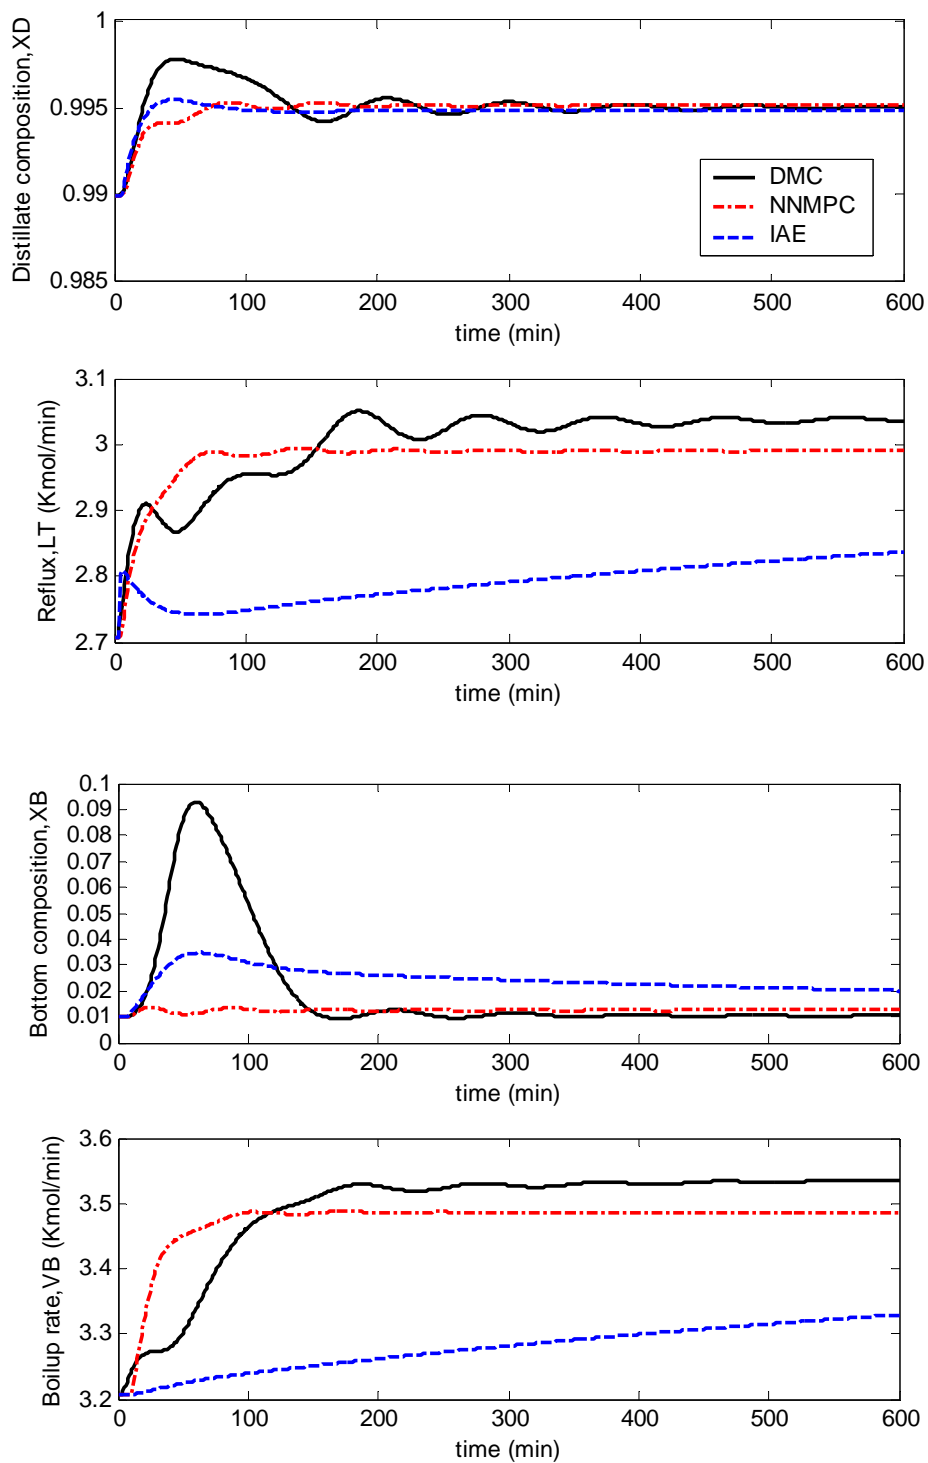 Distillate composition,XD
1
0.995
0.99
0.985
DMC
NNMPC
IAE
0 100 200 300 400 500 600
time (min)
Reflux,LT (Kmol/min)
3.1
3
2.9
2.8
2.7
0 100 200 300 400 500 600
time (min)
Bottom composition,XB
0.1
0.09
0.08
0.07
0.06
0.05
0.04
0.03
0.02
0.01
0
0 100 200 300 400 500 600
time (min)
Boilup rate,VB (Kmol/min)
3.6
3.5
3.4
3.3
3.2
0 100 200 300 400 500 600
time (min)